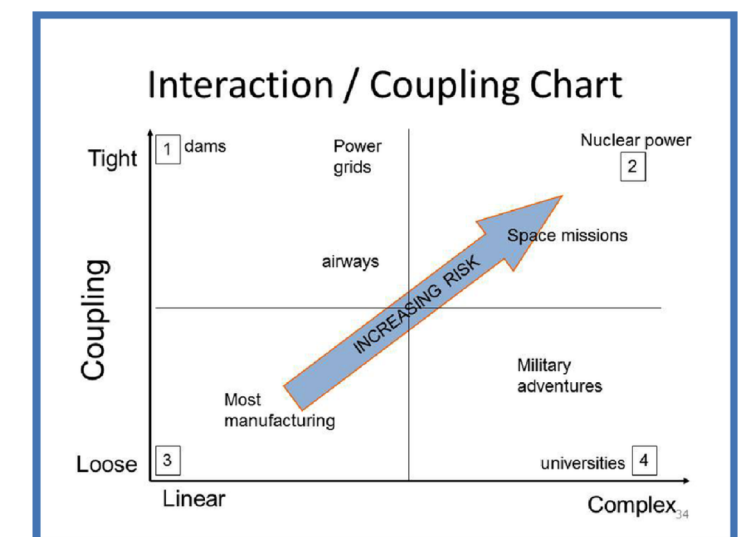 Interaction / Coupling Chart
Tight
1
dams
Power
grids
Nuclear power
2
Space missions
airways
INCREASING RISK
Coupling
Military
adventures
Most
manufacturing
Loose
3
universities
4
Linear
Complex
34